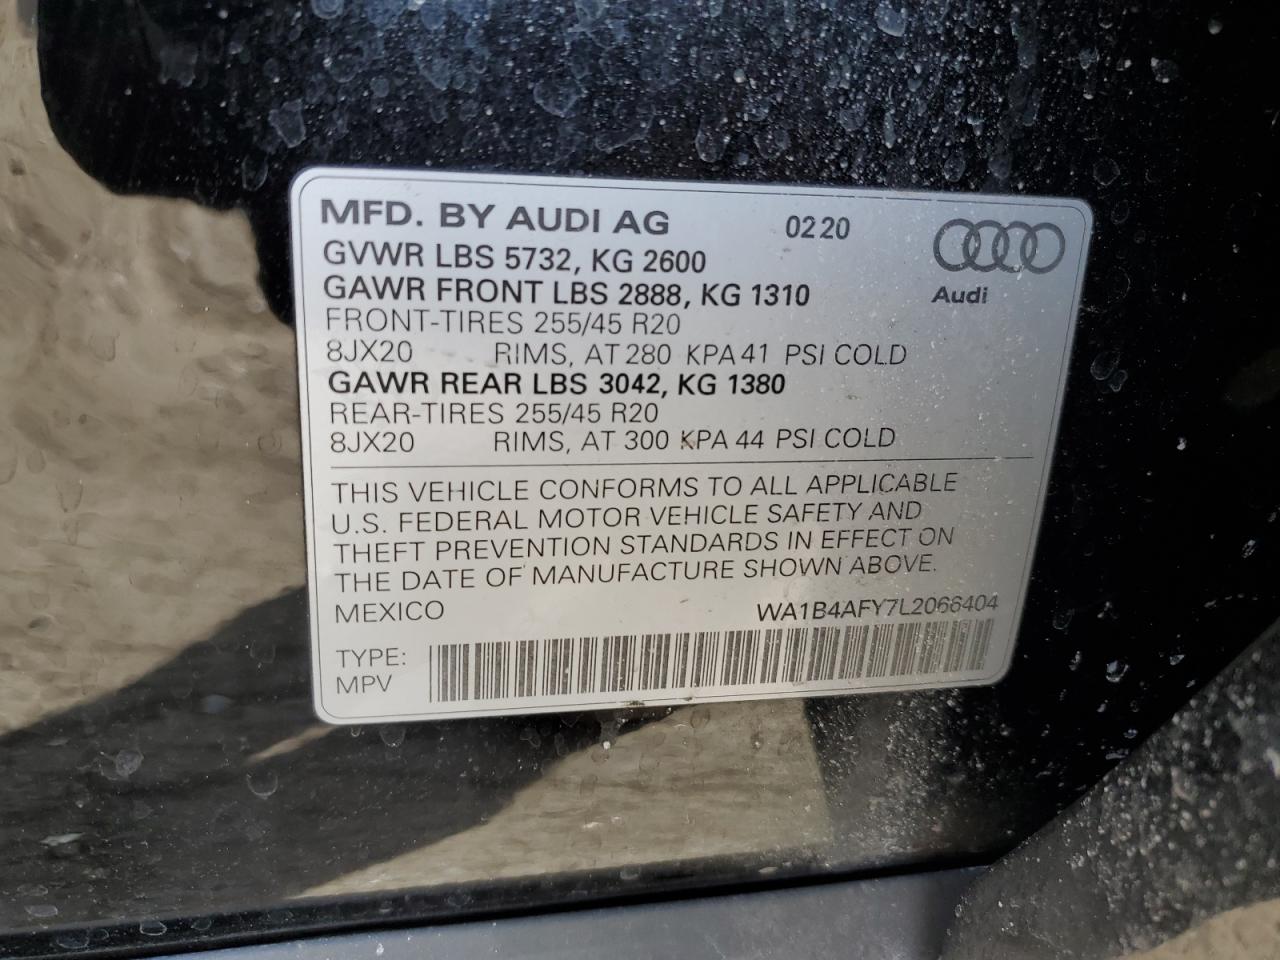 MFD. BY AUDI AG 0220
GVWR LBS 5732, KG 2600
GAWR FRONT LBS 2888, KG 1310
Audi
FRONT-TIRES 255/45 R20
8JX20 RIMS, AT 280 KPA 41 PSI COLD
GAWR REAR LBS 3042, KG 1380
REAR-TIRES 255/45 R20
8JX20 RIMS, AT 300 KPA 44 PSI COLD
THIS VEHICLE CONFORMS TO ALL APPLICABLE
U.S. FEDERAL MOTOR VEHICLE SAFETY AND
THEFT PREVENTION STANDARDS IN EFFECT ON
THE DATE OF MANUFACTURE SHOWN ABOVE.
MEXICO WA1B4AFY7L2066404
TYPE:
MPV